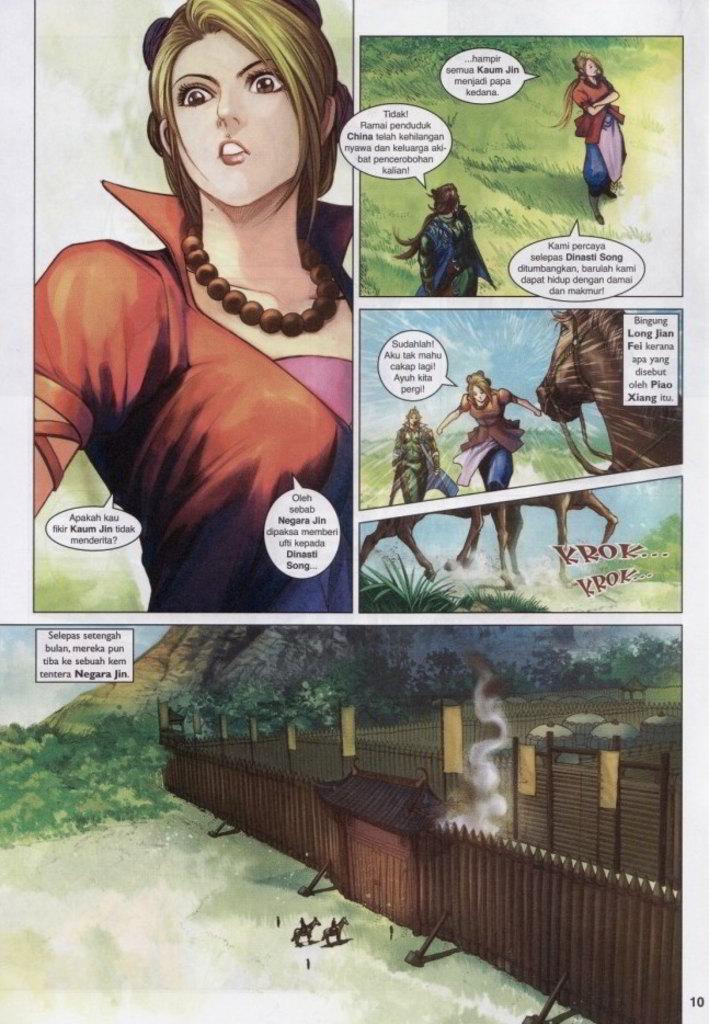 Apakah kau
fikir Kaum Jin tidak
menderita?
Oleh
sebab
Negara Jin
dipaksa memberi
ufti kepada
Dinasti
Song...
...hampir
semua Kaum Jin
menjadi papa
kedana.
Tidak!
Ramai penduduk
China telah kehilangan
nyawa dan keluarga aki-
bat pencerobohan
kalian!
Kami percaya
selepas Dinasti Song
ditumbangkan, barulah kami
dapat hidup dengan damai
dan makmur!
Sudahlah!
Aku tak mahu
cakap lagi!
Ayuh kita
pergi!
Bingung
Long Jian
Fei kerana
apa yang
disebut
oleh Piao
Xiang itu.
KROK...
KROK...
Selepas setengah
bulan, mereka pun
tiba ke sebuah kem
tentera Negara Jin.
10